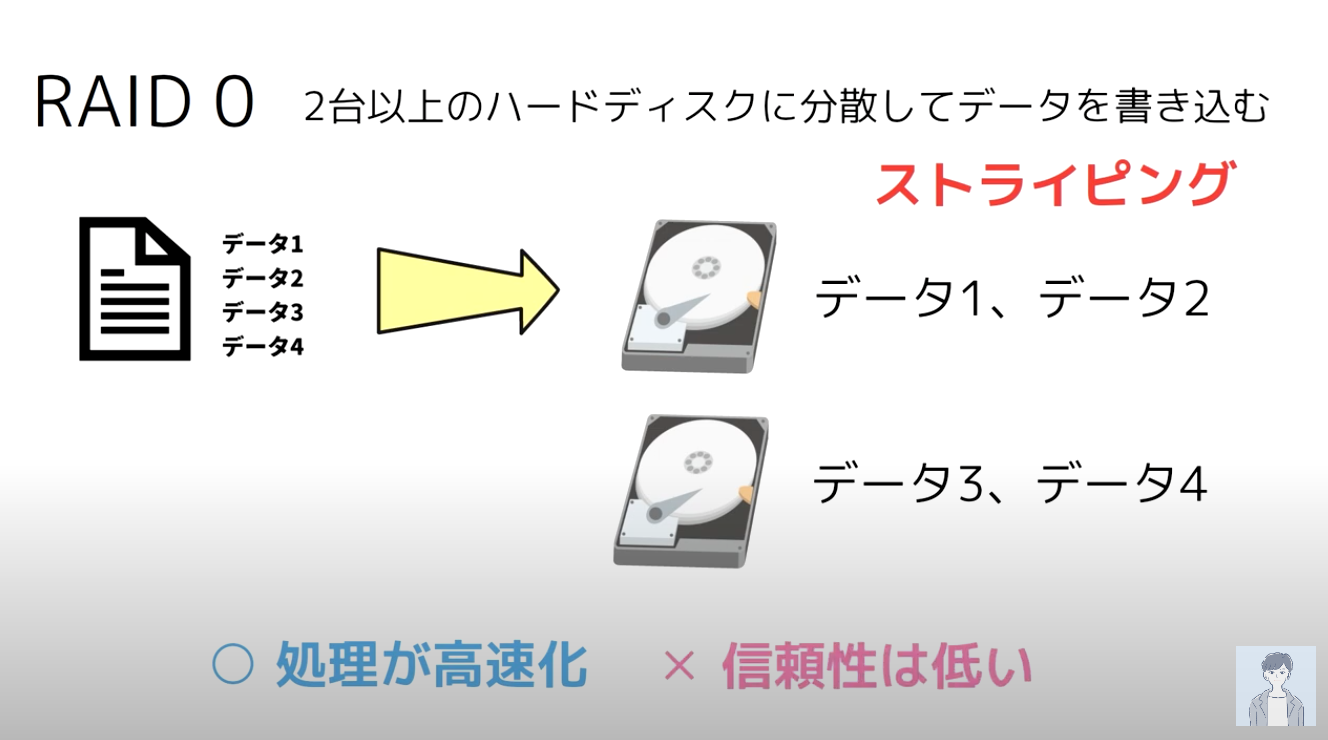 RAID 0
2台以上のハードディスクに分散してデータを書き込む
ストライピング
データ1
データ2
データ3
データ4
データ1、データ2
データ3、データ4
○ 処理が高速化
× 信頼性は低い